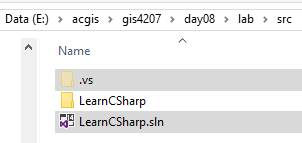 Data (E:) › acgis › gis4207 › day08 › lab › src
Name
.vs
LearnCSharp
LearnCSharp.sln